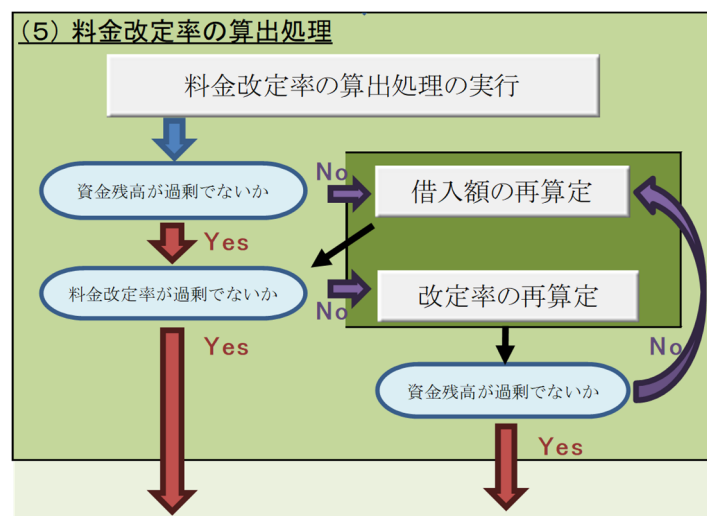 (5) 料金改定率の算出処理
料金改定率の算出処理の実行
資金残高が過剰でないか
No
借入額の再算定
Yes
料金改定率が過剰でないか
No
改定率の再算定
Yes
No
資金残高が過剰でないか
Yes